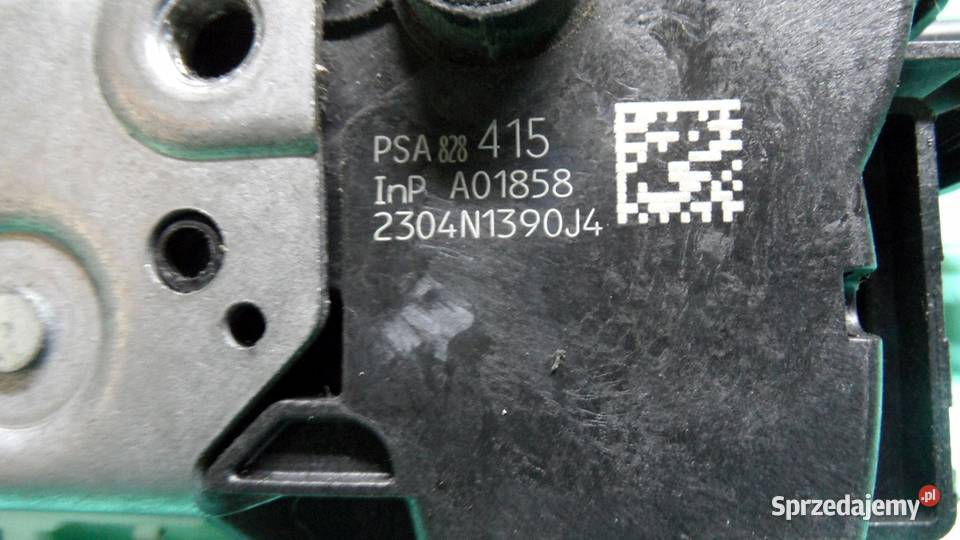 PSA 828 415
InP A01858
2304N1390J4
Sprzedajemy.pl